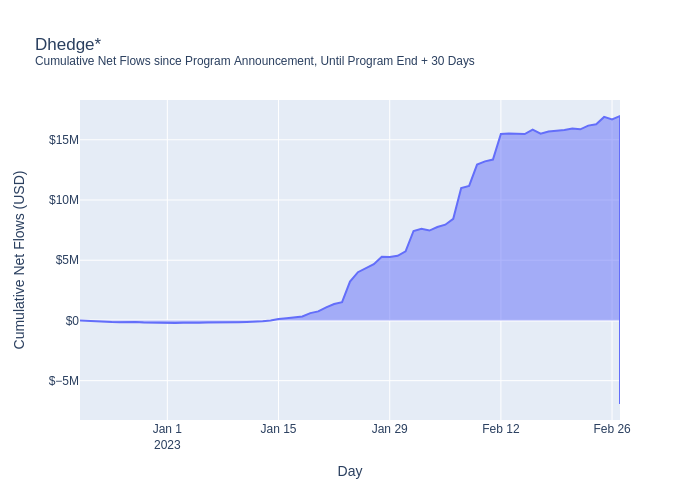 Dhedge*
Cumulative Net Flows since Program Announcement, Until Program End + 30 Days
Cumulative Net Flows (USD)
$15M
$10M
$5M
$0
$−5M
Jan 1
2023
Jan 15
Jan 29
Feb 12
Feb 26
Day